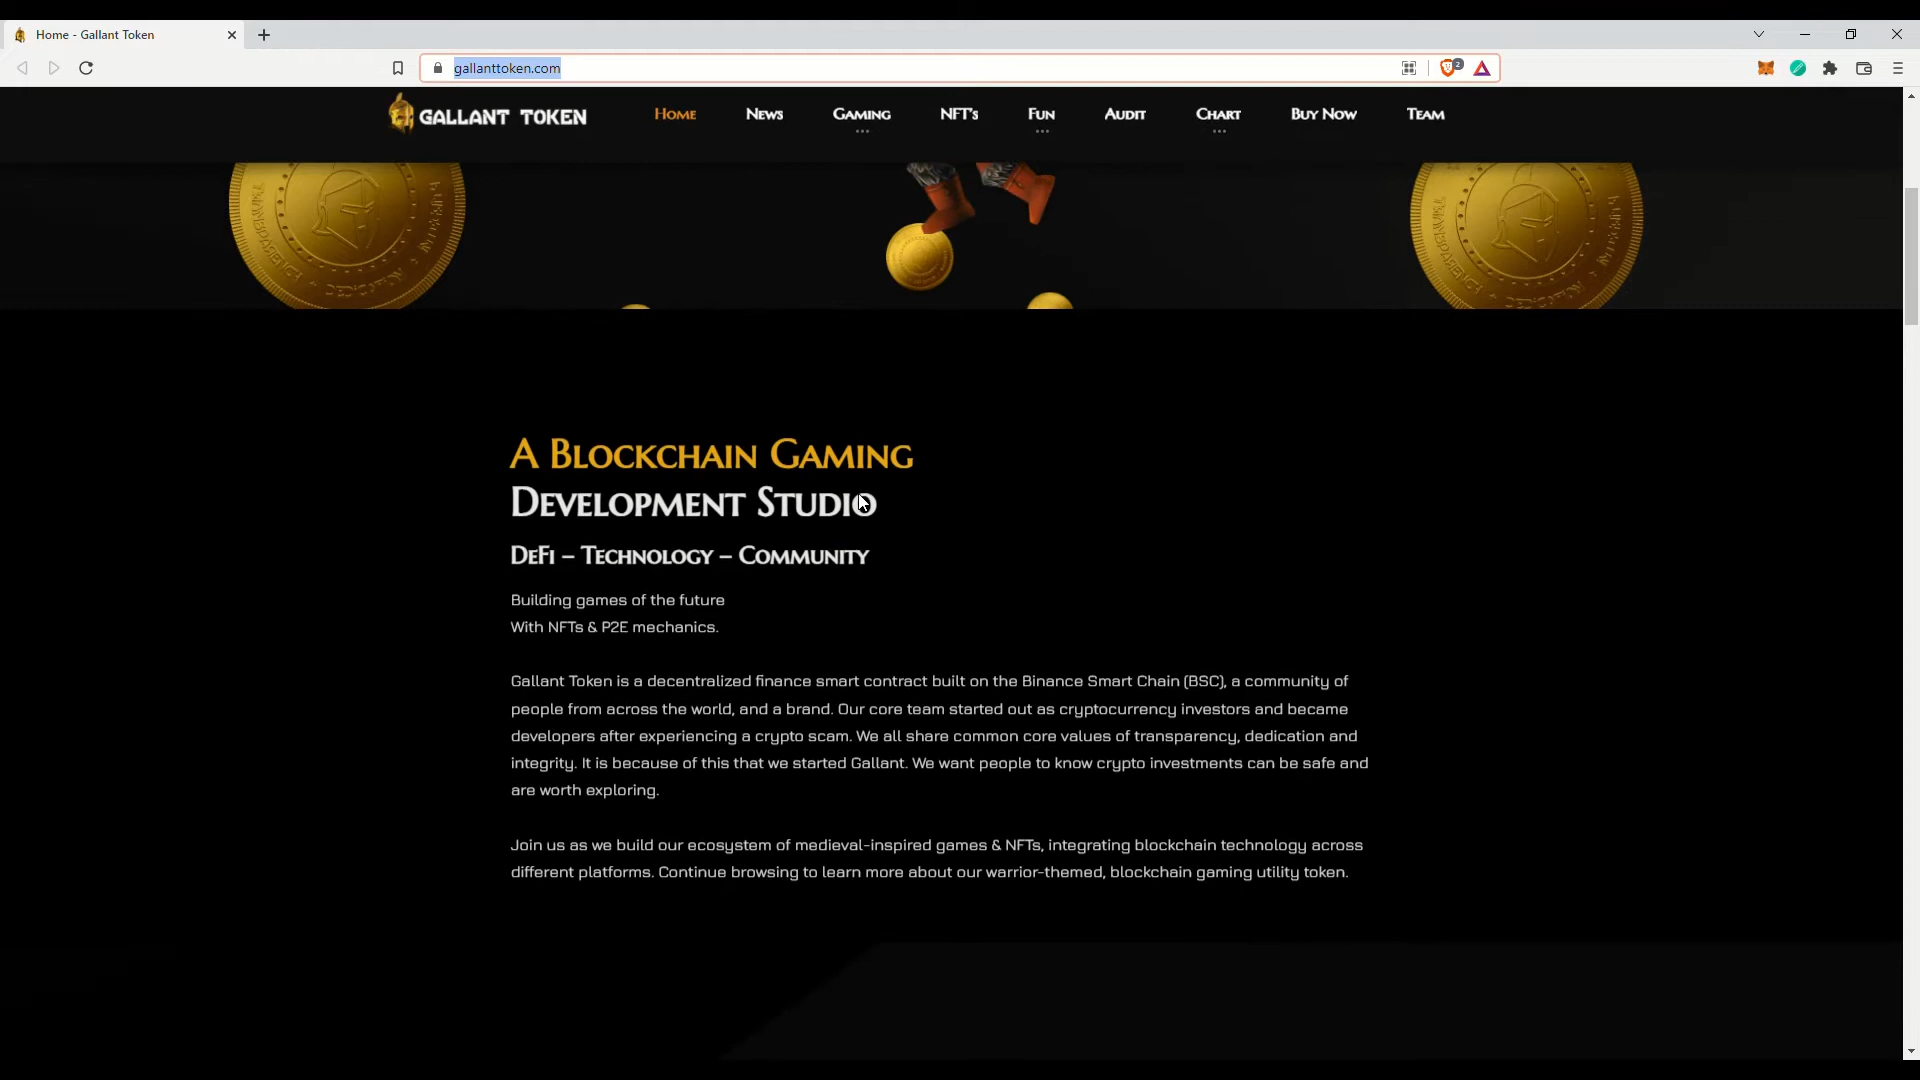 Home - Gallant Token
gallanttoken.com
2
GALLANT TOKEN
Home News Gaming NFT's Fun Audit Chart Buy Now Team
TRANSPARENCY • DEDICATION • INTEGRITY
TRANSPARENCY • DEDICATION • INTEGRITY
A Blockchain Gaming
Development Studio
DeFi – Technology – Community
Building games of the future
With NFTs & P2E mechanics.
Gallant Token is a decentralized finance smart contract built on the Binance Smart Chain (BSC), a community of
people from across the world, and a brand. Our core team started out as cryptocurrency investors and became
developers after experiencing a crypto scam. We all share common core values of transparency, dedication and
integrity. It is because of this that we started Gallant. We want people to know crypto investments can be safe and
are worth exploring.
Join us as we build our ecosystem of medieval-inspired games & NFTs, integrating blockchain technology across
different platforms. Continue browsing to learn more about our warrior-themed, blockchain gaming utility token.